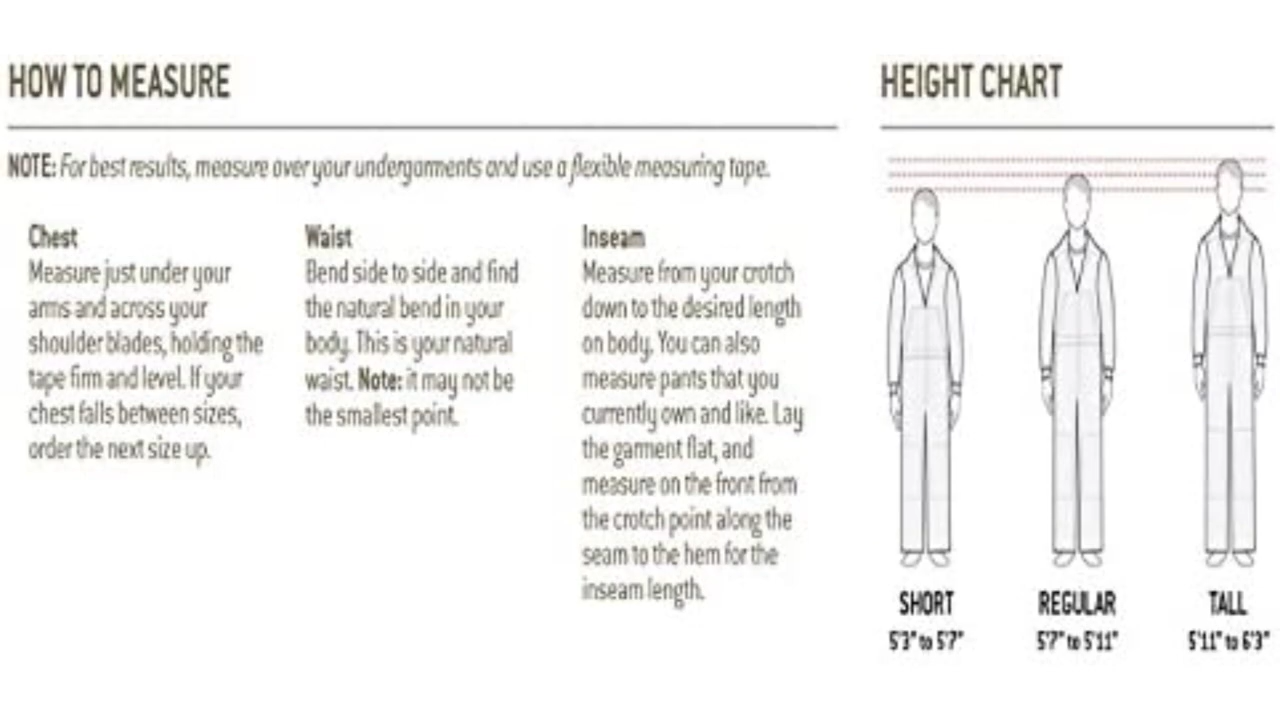 HOW TO MEASURE
NOTE: For best results, measure over your undergarments and use a flexible measuring tape.
Chest
Measure just under your
arms and across your
shoulder blades, holding the
tape firm and level. If your
chest falls between sizes,
order the next size up.
Waist
Bend side to side and find
the natural bend in your
body. This is your natural
waist. Note: it may not be
the smallest point.
Inseam
Measure from your crotch
down to the desired length
on body. You can also
measure pants that you
currently own and like. Lay
the garment flat, and
measure on the front from
the crotch point along the
seam to the hem for the
inseam length.
HEIGHT CHART
SHORT
5'3" to 5'7"
REGULAR
5'7" to 5'11"
TALL
5'11" to 6'3"